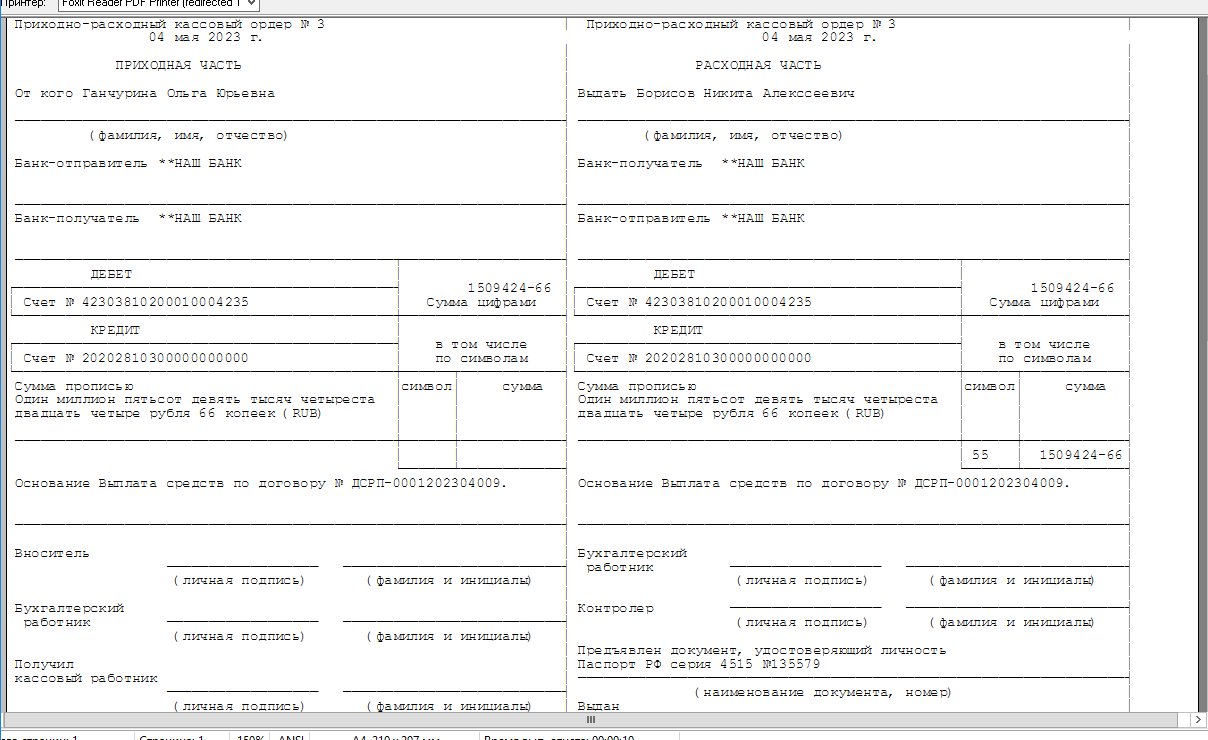 Принтер: Foxit Reader PDF Printer (redirected 1
Приходно-расходный кассовый ордер № 3
04 мая 2023 г.
ПРИХОДНАЯ ЧАСТЬ
От кого Ганчурина Ольга Юрьевна
(фамилия, имя, отчество)
Банк-отправитель **НАШ БАНК
Банк-получатель **НАШ БАНК
ДЕБЕТ
1509424-66
Счет № 42303810200010004235
Сумма цифрами
КРЕДИТ
в том числе
Счет № 20202810300000000000
по символам
Сумма прописью
символ
сумма
Один миллион пятьсот девять тысяч четыреста
двадцать четыре рубля 66 копеек (RUB)
Основание Выплата средств по договору № ДСРП-0001202304009.
Вноситель
(личная подпись) (фамилия и инициалы)
Бухгалтерский
работник
(личная подпись) (фамилия и инициалы)
Получил
кассовый работник
(личная подпись) (фамилия и инициалы)
Приходно-расходный кассовый ордер № 3
04 мая 2023 г.
РАСХОДНАЯ ЧАСТЬ
Выдать Борисов Никита Алекссеевич
(фамилия, имя, отчество)
Банк-получатель **НАШ БАНК
Банк-отправитель **НАШ БАНК
ДЕБЕТ
1509424-66
Счет № 42303810200010004235
Сумма цифрами
КРЕДИТ
в том числе
Счет № 20202810300000000000
по символам
Сумма прописью
символ
сумма
Один миллион пятьсот девять тысяч четыреста
двадцать четыре рубля 66 копеек (RUB)
55 1509424-66
Основание Выплата средств по договору № ДСРП-0001202304009.
Бухгалтерский
работник
(личная подпись) (фамилия и инициалы)
Контролер
(личная подпись) (фамилия и инициалы)
Предъявлен документ, удостоверяющий личность
Паспорт РФ серия 4515 №135579
(наименование документа, номер)
Выдан